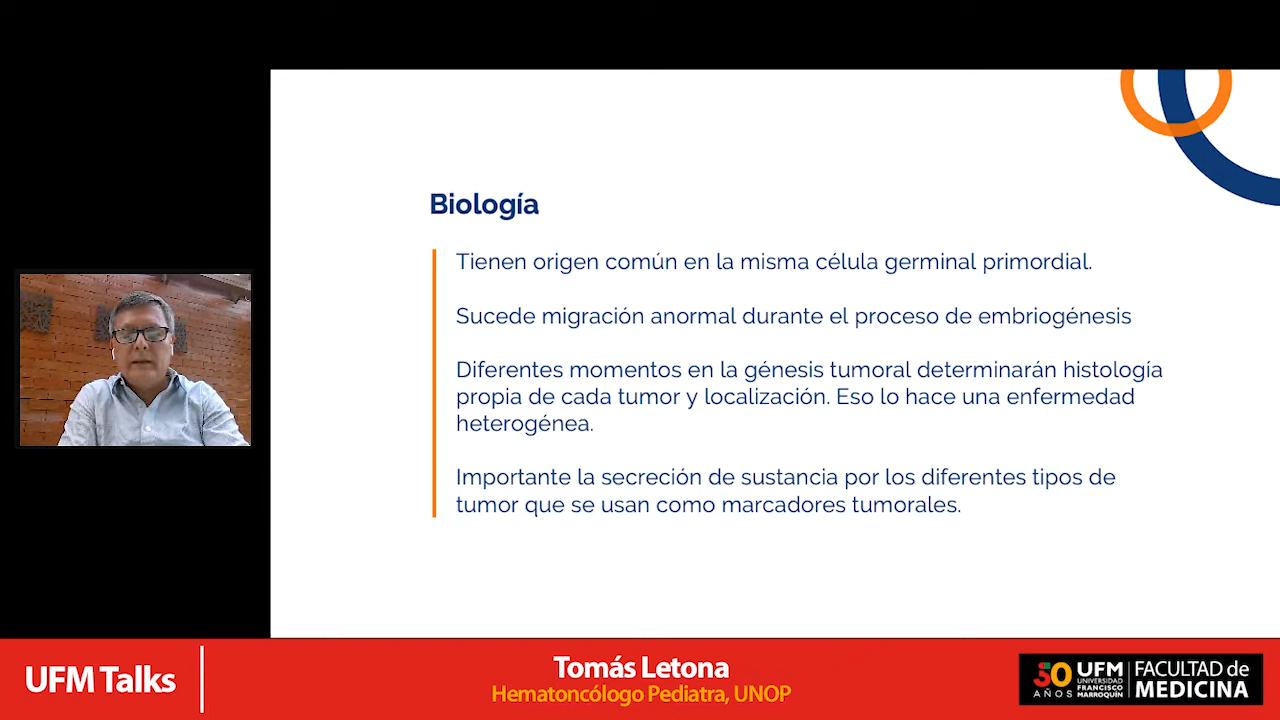 Biología
Tienen origen común en la misma célula germinal primordial.
Sucede migración anormal durante el proceso de embriogénesis
Diferentes momentos en la génesis tumoral determinarán histología
propia de cada tumor y localización. Eso lo hace una enfermedad
heterogénea.
Importante la secreción de sustancia por los diferentes tipos de
tumor que se usan como marcadores tumorales.
UFM Talks
Tomás Letona
Hematoncólogo Pediatra, UNOP
50
AÑOS
UFM
UNIVERSIDAD
FRANCISCO
MARROQUÍN
FACULTAD de
MEDICINA